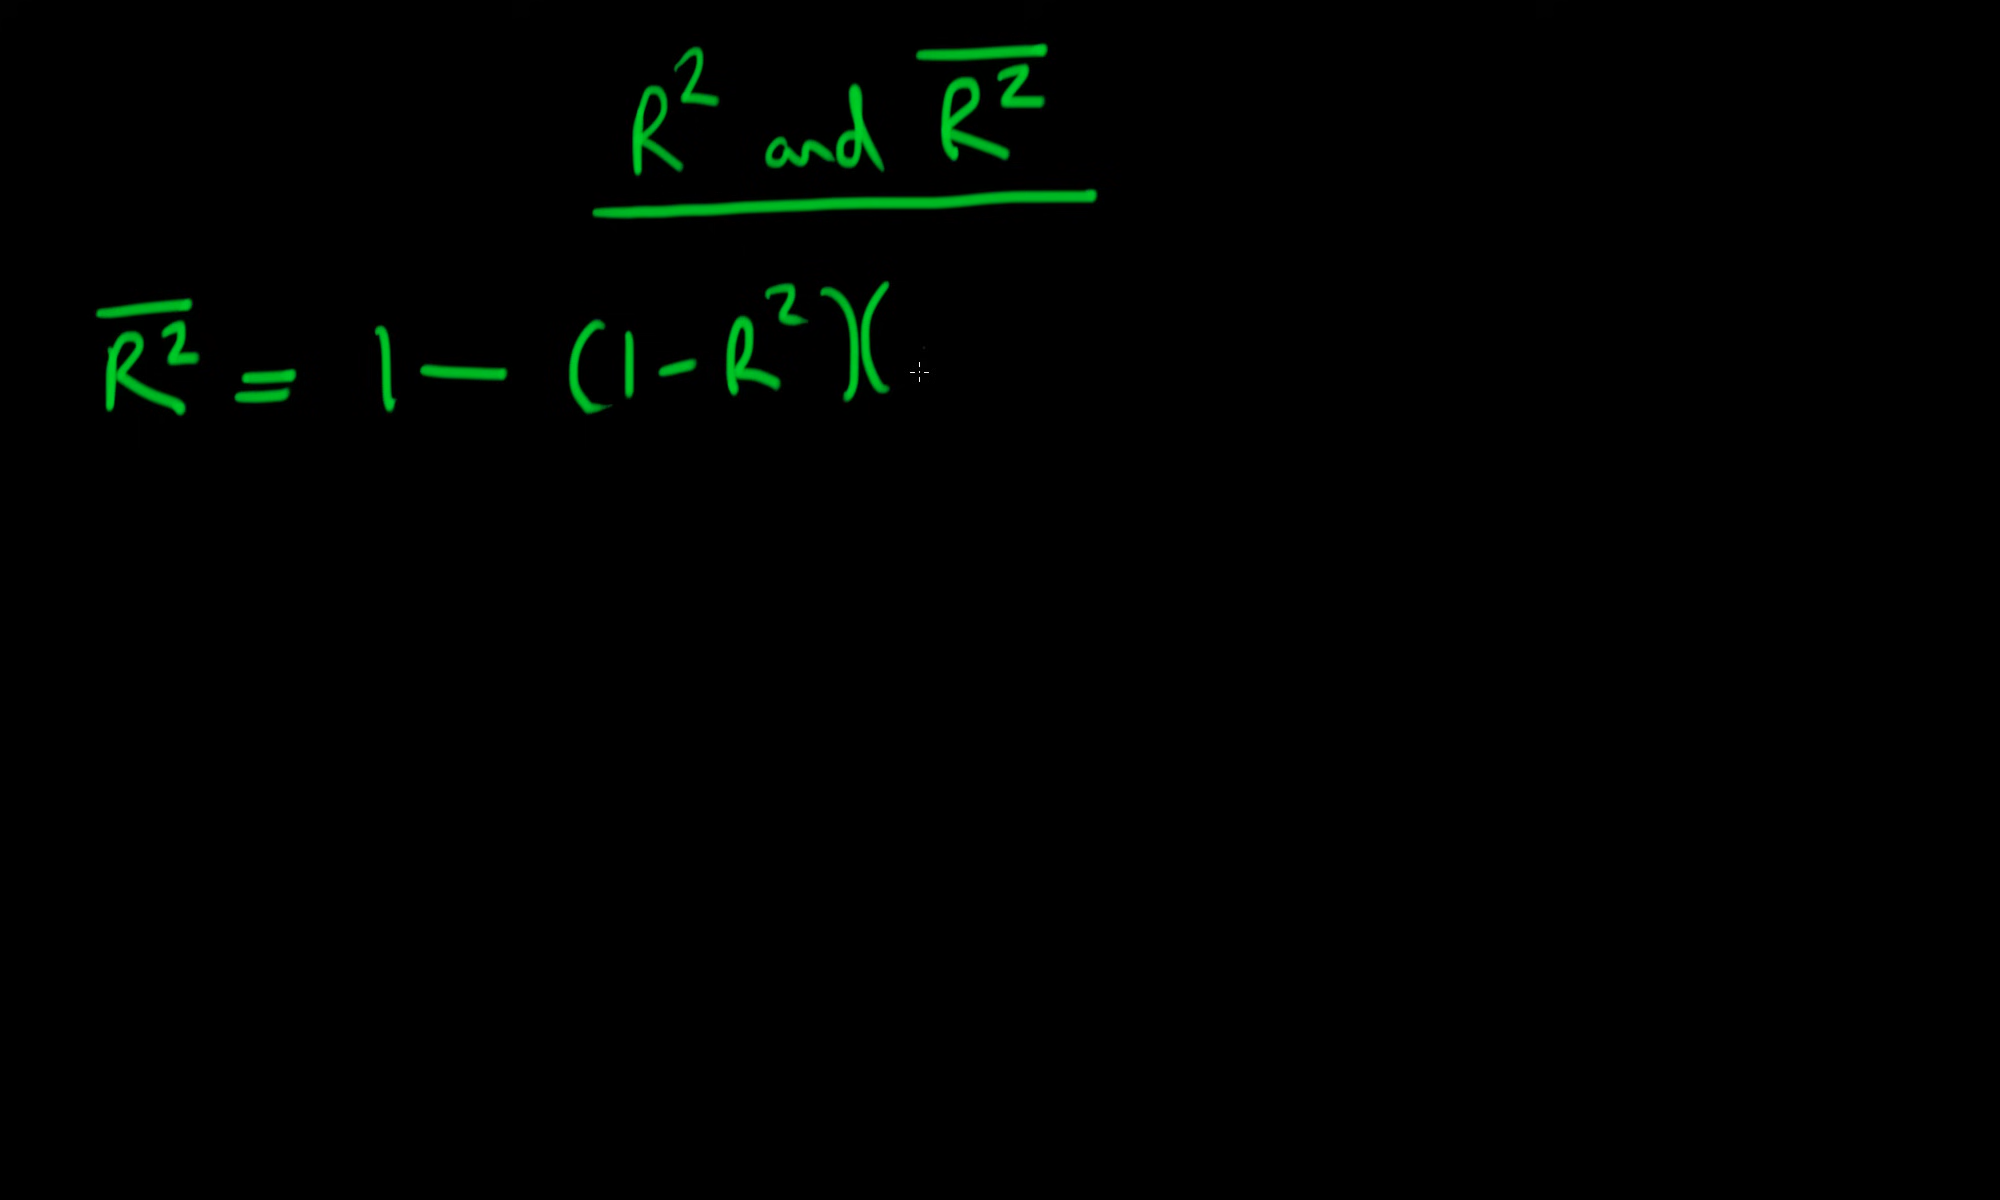 R² and R̅²̅
R̅²̅ = 1 — (1 - R²)(